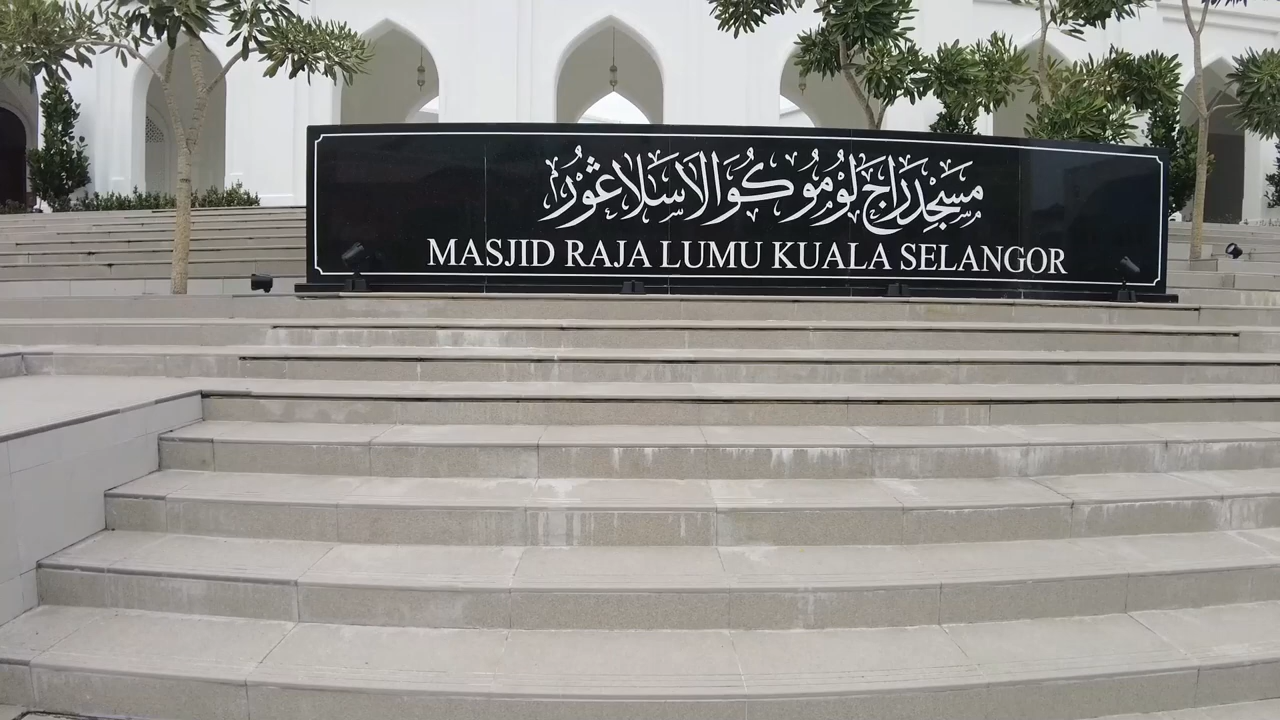 مسجد راج لومو كوالا سلاڠور
MASJID RAJA LUMU KUALA SELANGOR